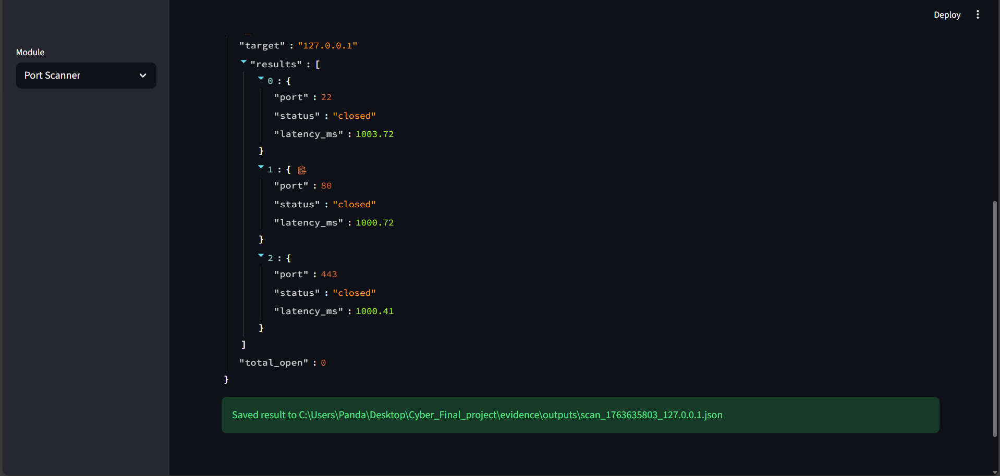 Deploy
Module
Port Scanner
"target" : "127.0.0.1"
"results" : [
0 : {
"port" : 22
"status" : "closed"
"latency_ms" : 1003.72
}
1 : {
"port" : 80
"status" : "closed"
"latency_ms" : 1000.72
}
2 : {
"port" : 443
"status" : "closed"
"latency_ms" : 1000.41
}
]
"total_open" : 0
}
Saved result to C:\Users\Panda\Desktop\Cyber_Final_project\evidence\outputs\scan_1763635803_127.0.0.1.json